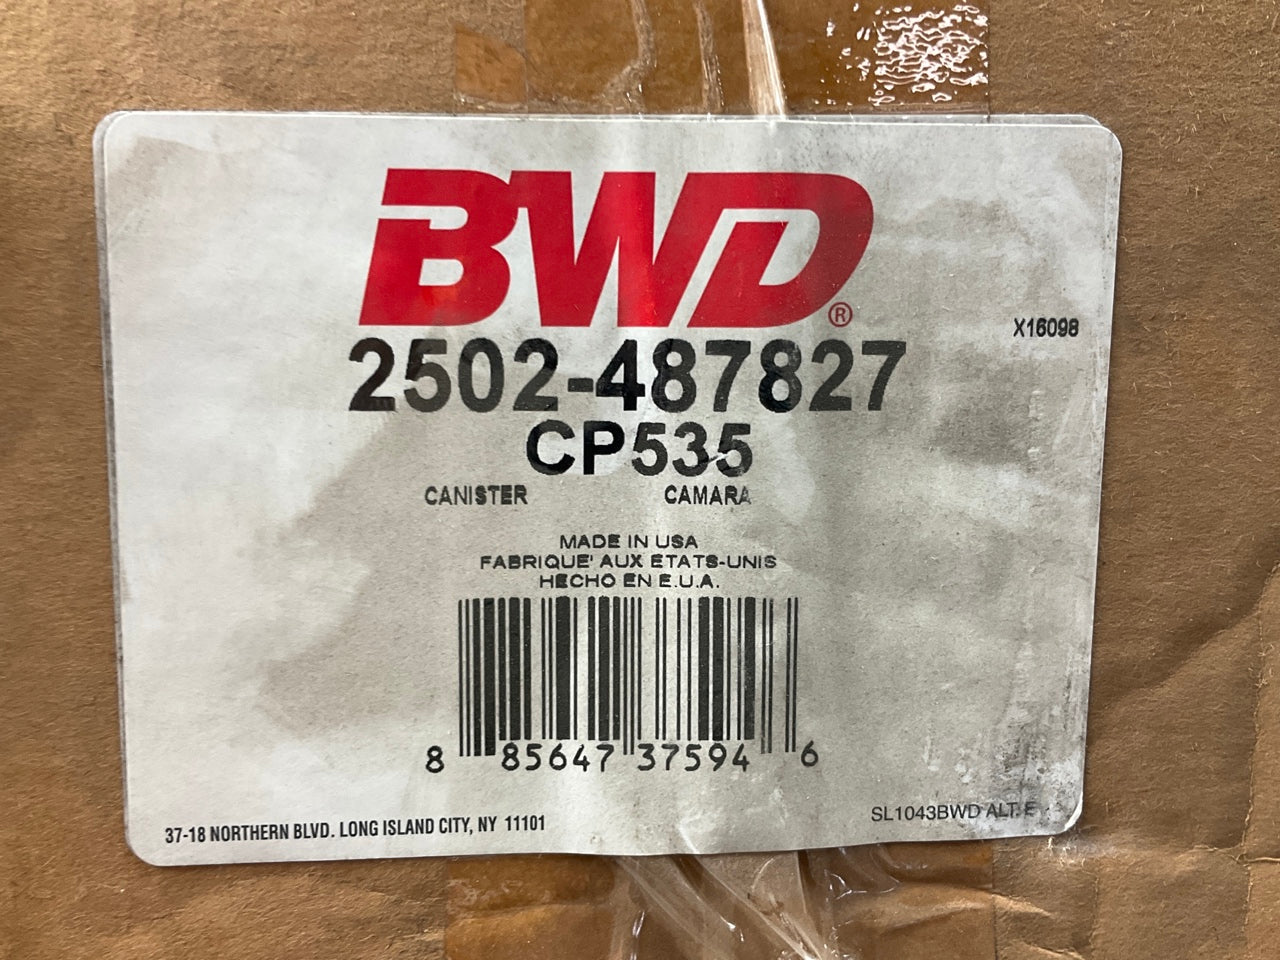 BWD®
X16098
2502-487827
CP535
CANISTER CAMARA
MADE IN USA
FABRIQUE' AUX ETATS-UNIS
HECHO EN E.U.A.
8 85647 37594 6
37-18 NORTHERN BLVD. LONG ISLAND CITY, NY 11101
SL1043BWD ALT. E